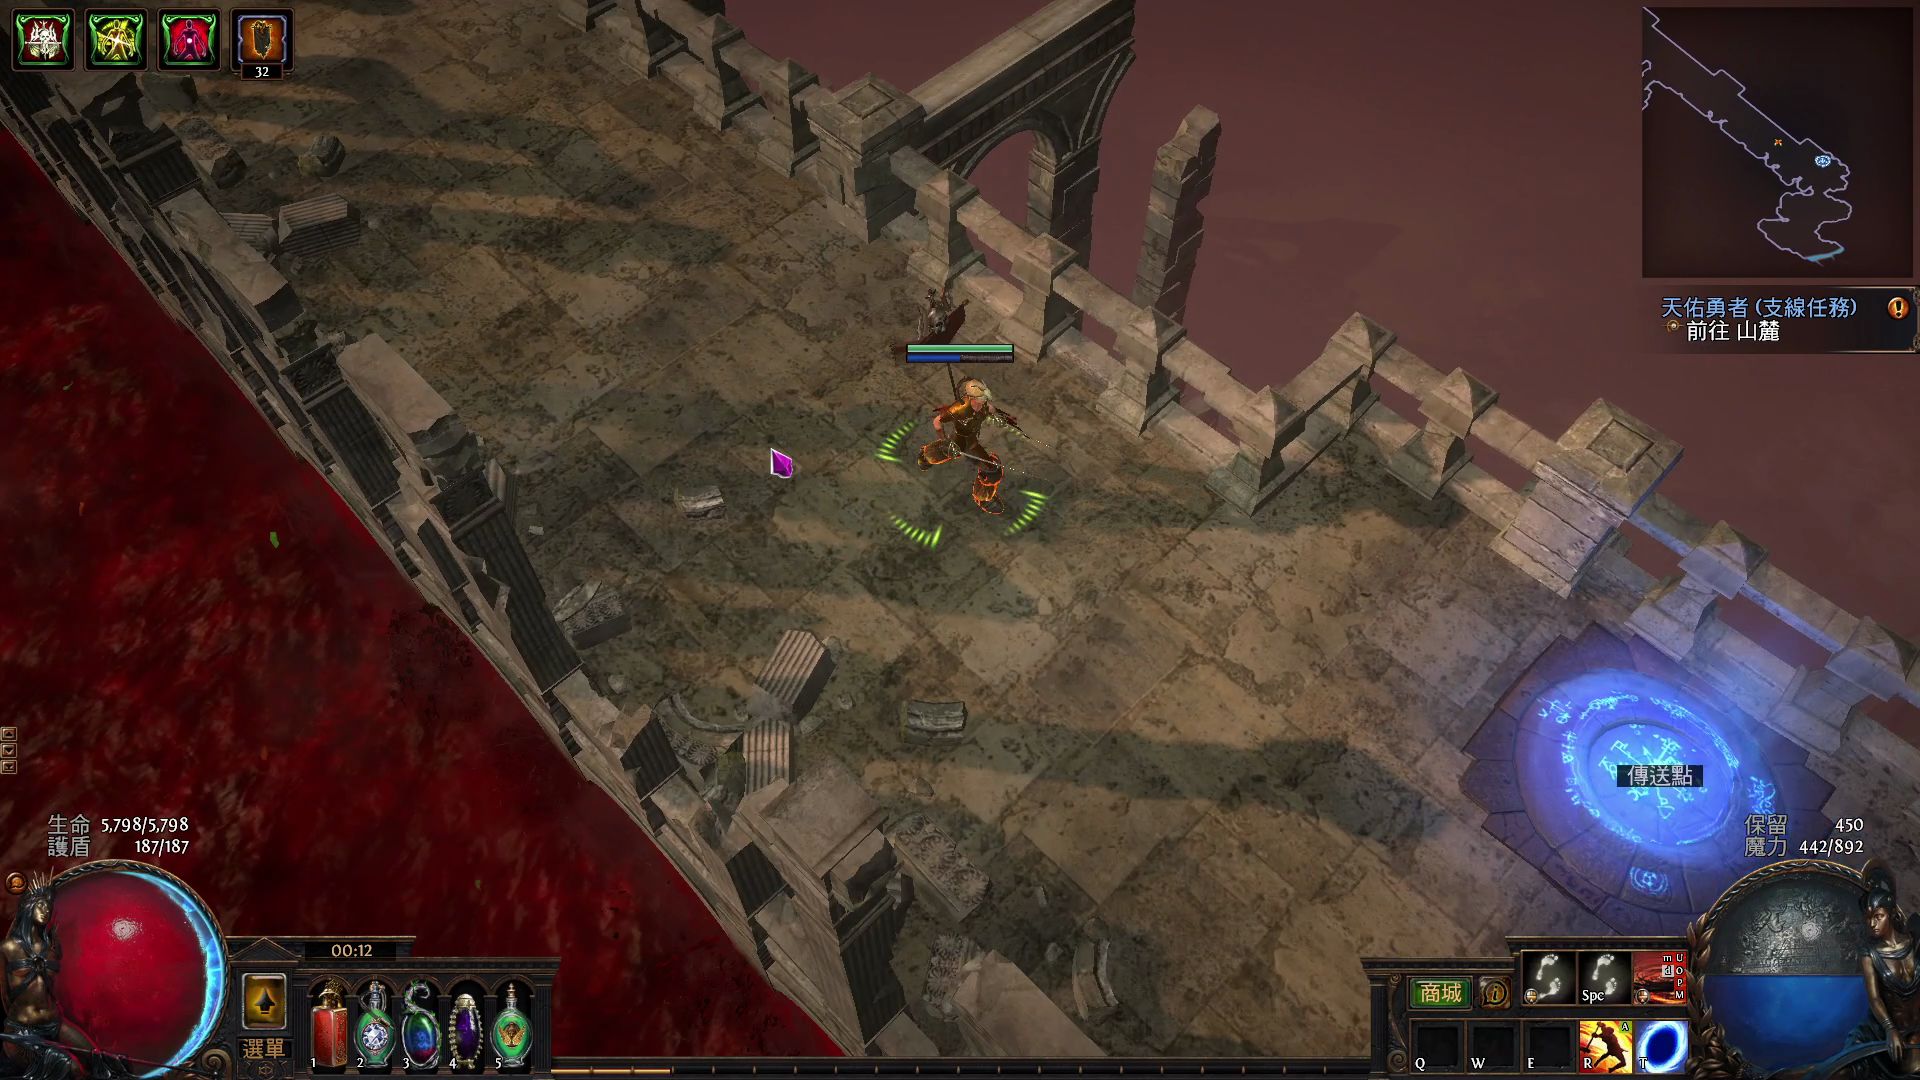 32
天佑勇者 (支線任務)
前往 山麓
傳送點
生命 5,798/5,798
護盾 187/187
保留 450
魔力 442/892
00:12
選單
1 2 3 4 5
商城
Spc
Q W E R T
A
m U
d O
P
M